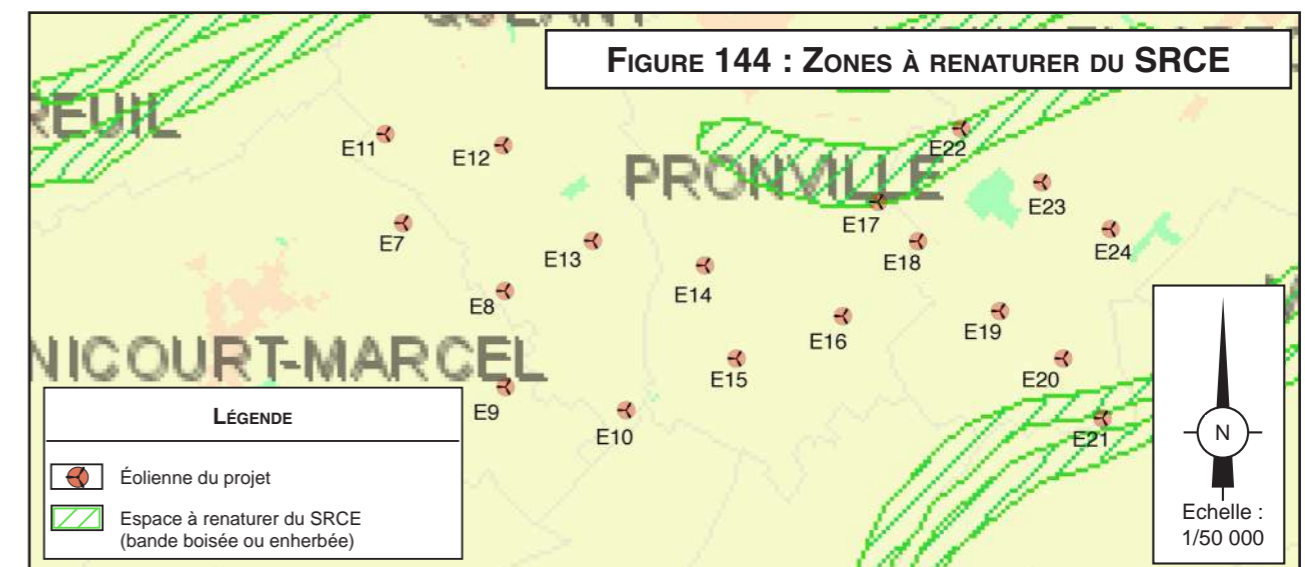 FIGURE 144 : ZONES À RENATURER DU SRCE
REUIL
E11
E12
PRONVILLE
E22
E23
E7
E13
E17
E18
E24
E14
E8
E16
E19
NICOURT-MARCEL
E15
E20
E9
E10
E21
LÉGENDE
Éolienne du projet
Espace à renaturer du SRCE
(bande boisée ou enherbée)
N
Echelle :
1/50 000